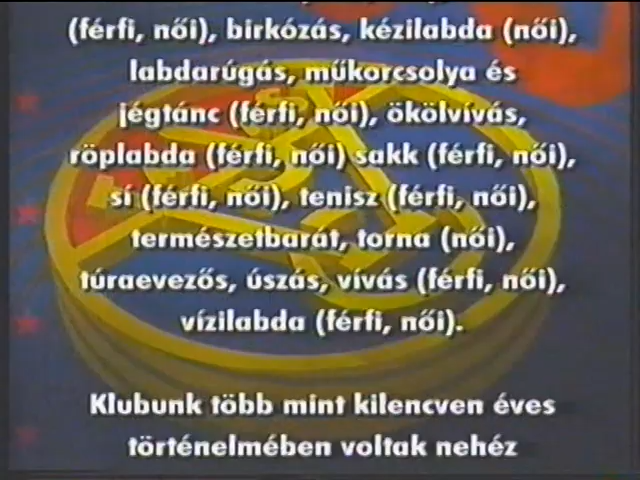 (férfi, női), birkózás, kézilabda (női),
labdarúgás, műkorcsolya és
jégtánc (férfi, női), ökölvívás,
röplabda (férfi, női) sakk (férfi, női),
sí (férfi, női), tenisz (férfi, női),
természetbarát, torna (női),
túraevezős, úszás, vívás (férfi, női),
vízilabda (férfi, női).
Klubunk több mint kilencven éves
történelmében voltak nehéz